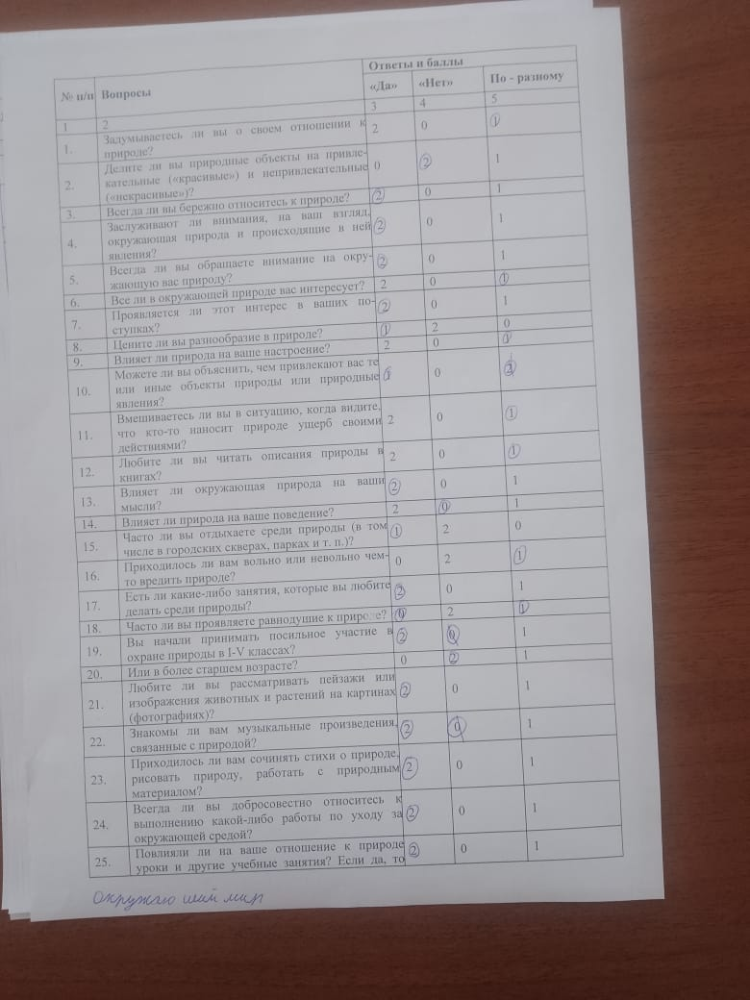 № п/п Вопросы Ответы и баллы
«Да» «Нет» По - разному
1 2 3 4 5
1. Задумываетесь ли вы о своем отношении к 2 0 1
природе?
2. Делите ли вы природные объекты на привле- 0 2 1
кательные («красивые») и непривлекательные
(«некрасивые»)?
3. Всегда ли вы бережно относитесь к природе? 2 0 1
4. Заслуживают ли внимания, на ваш взгляд, 2 0 1
окружающая природа и происходящие в ней
явления?
5. Всегда ли вы обращаете внимание на окру- 2 0 1
жающую вас природу?
6. Все ли в окружающей природе вас интересует? 2 0 1
7. Проявляется ли этот интерес в ваших по- 2 0 1
ступках?
8. Цените ли вы разнообразие в природе? 1 2 0
9. Влияет ли природа на ваше настроение? 2 0 1
10. Можете ли вы объяснить, чем привлекают вас те 0
или иные объекты природы или природные
явления?
11. Вмешиваетесь ли вы в ситуацию, когда видите, 2 0 1
что кто-то наносит природе ущерб своими
действиями?
12. Любите ли вы читать описания природы в 2 0 1
книгах?
13. Влияет ли окружающая природа на ваши 2 0 1
мысли?
14. Влияет ли природа на ваше поведение? 2 0 1
15. Часто ли вы отдыхаете среди природы (в том 1 2 0
числе в городских скверах, парках и т. п.)?
16. Приходилось ли вам вольно или невольно чем- 0 2 1
то вредить природе?
17. Есть ли какие-либо занятия, которые вы любите 2 0 1
делать среди природы?
18. Часто ли вы проявляете равнодушие к природе? 0 2 1
19. Вы начали принимать посильное участие в 2 0 1
охране природы в I-V классах?
20. Или в более старшем возрасте? 0 2 1
21. Любите ли вы рассматривать пейзажи или 2 0 1
изображения животных и растений на картинах
(фотографиях)?
22. Знакомы ли вам музыкальные произведения, 2 0 1
связанные с природой?
23. Приходилось ли вам сочинять стихи о природе, 2 0 1
рисовать природу, работать с природным
материалом?
24. Всегда ли вы добросовестно относитесь к 2 0 1
выполнению какой-либо работы по уходу за
окружающей средой?
25. Повлияли ли на ваше отношение к природе 2 0 1
уроки и другие учебные занятия? Если да, то
окружаю щий мир